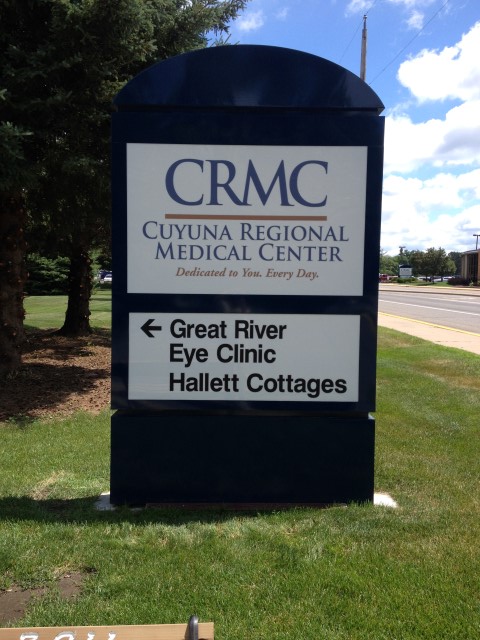 CRMC
CUYUNA REGIONAL
MEDICAL CENTER
Dedicated to You. Every Day.
← Great River
Eye Clinic
Hallett Cottages